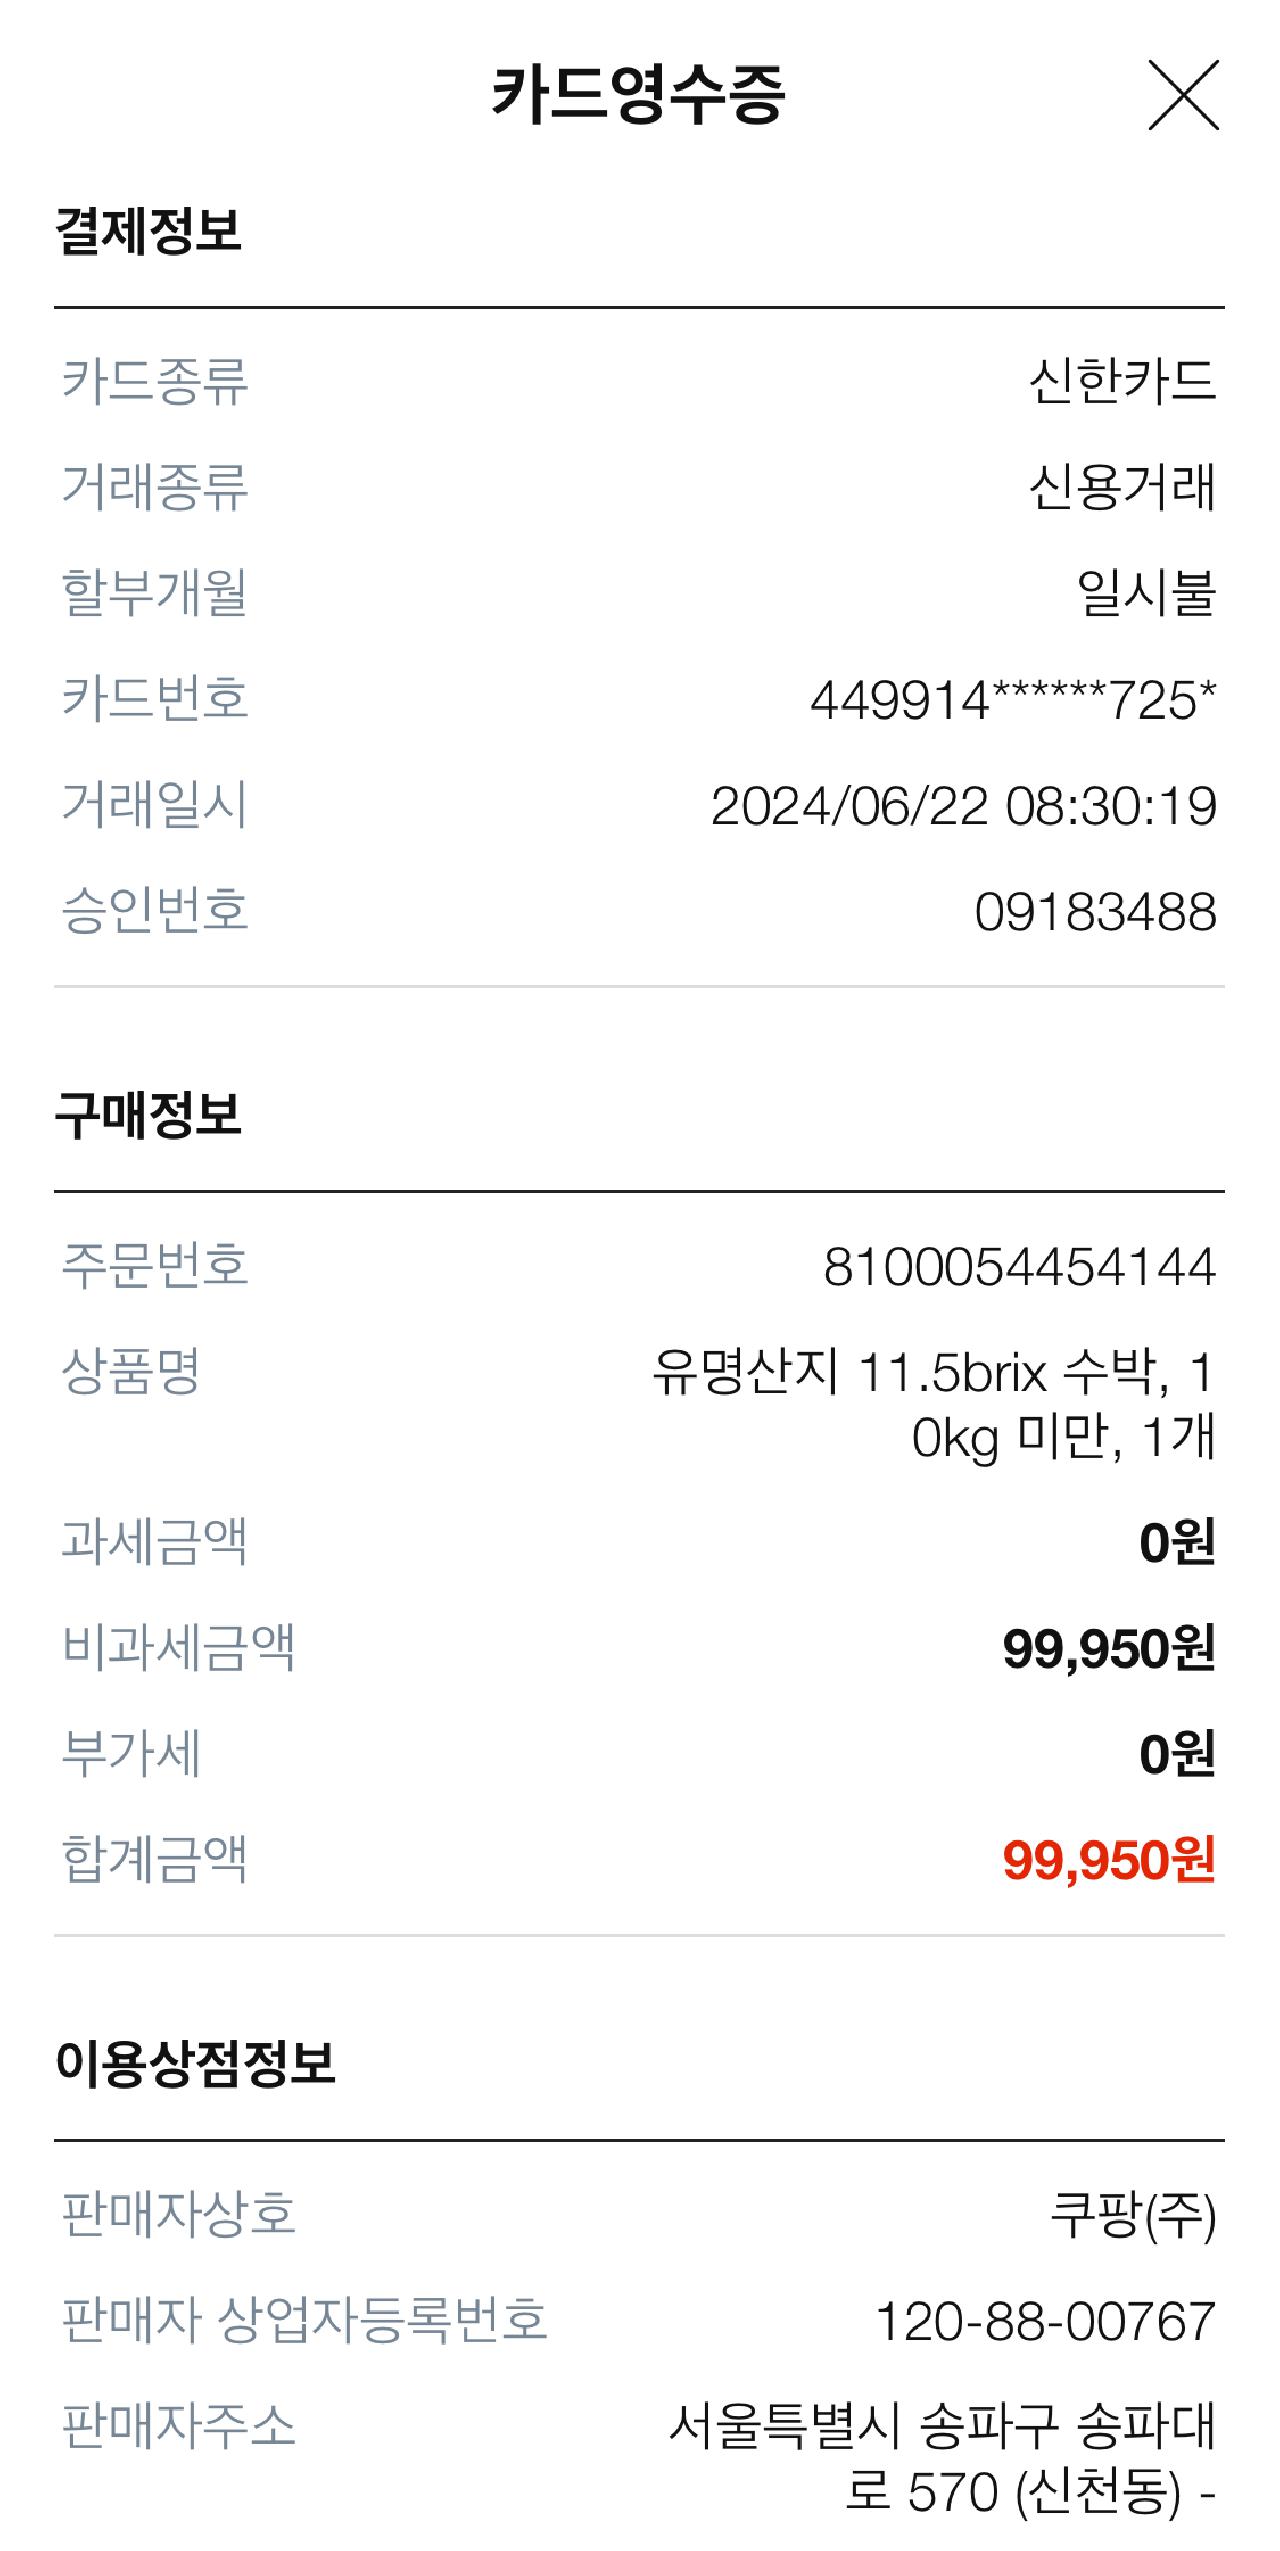 카드영수증
결제정보
카드종류 신한카드
거래종류 신용거래
할부개월 일시불
카드번호 449914******725*
거래일시 2024/06/22 08:30:19
승인번호 09183488
구매정보
주문번호 8100054454144
상품명 유명산지 11.5brix 수박, 1
0kg 미만, 1개
과세금액 0원
비과세금액 99,950원
부가세 0원
합계금액 99,950원
이용상점정보
판매자상호 쿠팡(주)
판매자 상업자등록번호 120-88-00767
판매자주소 서울특별시 송파구 송파대
로 570 (신천동) -